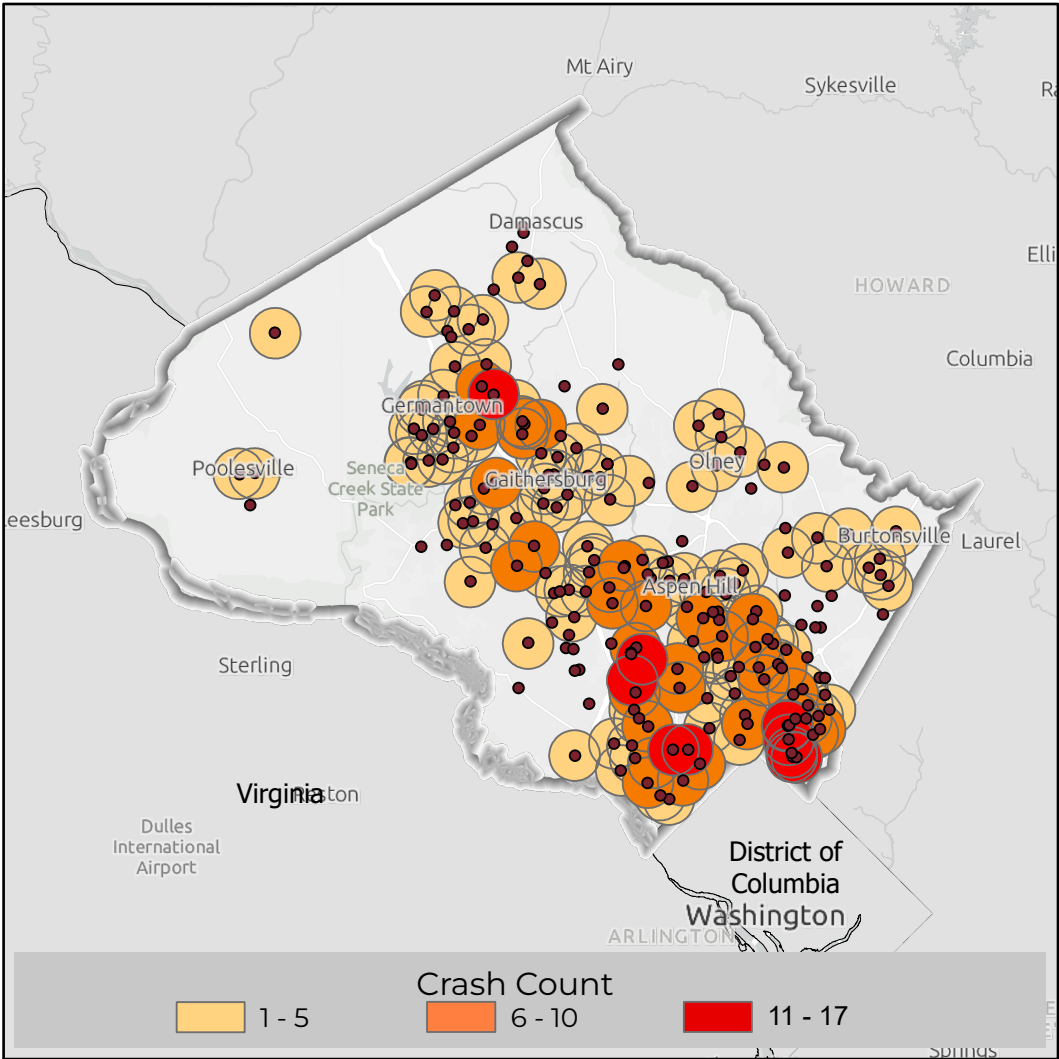 Mt Airy
Sykesville
Damascus
HOWARD
Columbia
Germantown
Olney
Poolesville
Seneca
Creek State
Park
Gaithersburg
Burtonsville
Laurel
Aspen Hill
Sterling
Virginia
Dulles
International
Airport
District of
Columbia
Washington
ARLINGTON
Crash Count
1 - 5
6 - 10
11 - 17